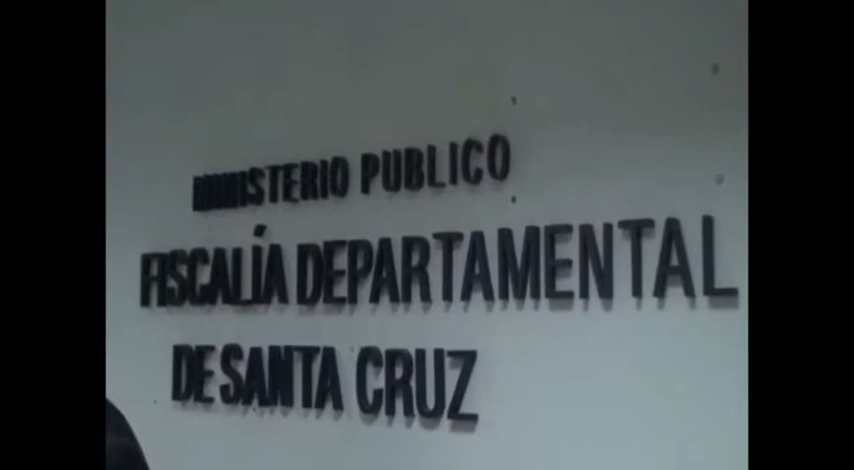 MINISTERIO PUBLICO
FISCALÍA DEPARTAMENTAL
DE SANTA CRUZ